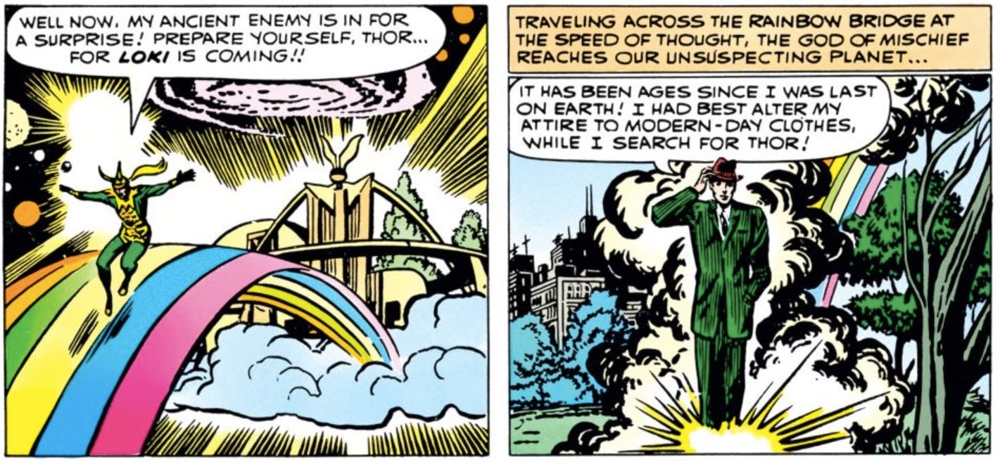 WELL NOW. MY ANCIENT ENEMY IS IN FOR
A SURPRISE! PREPARE YOURSELF, THOR...
FOR LOKI IS COMING!!
TRAVELING ACROSS THE RAINBOW BRIDGE AT
THE SPEED OF THOUGHT, THE GOD OF MISCHIEF
REACHES OUR UNSUSPECTING PLANET...
IT HAS BEEN AGES SINCE I WAS LAST
ON EARTH! I HAD BEST ALTER MY
ATTIRE TO MODERN-DAY CLOTHES,
WHILE I SEARCH FOR THOR!